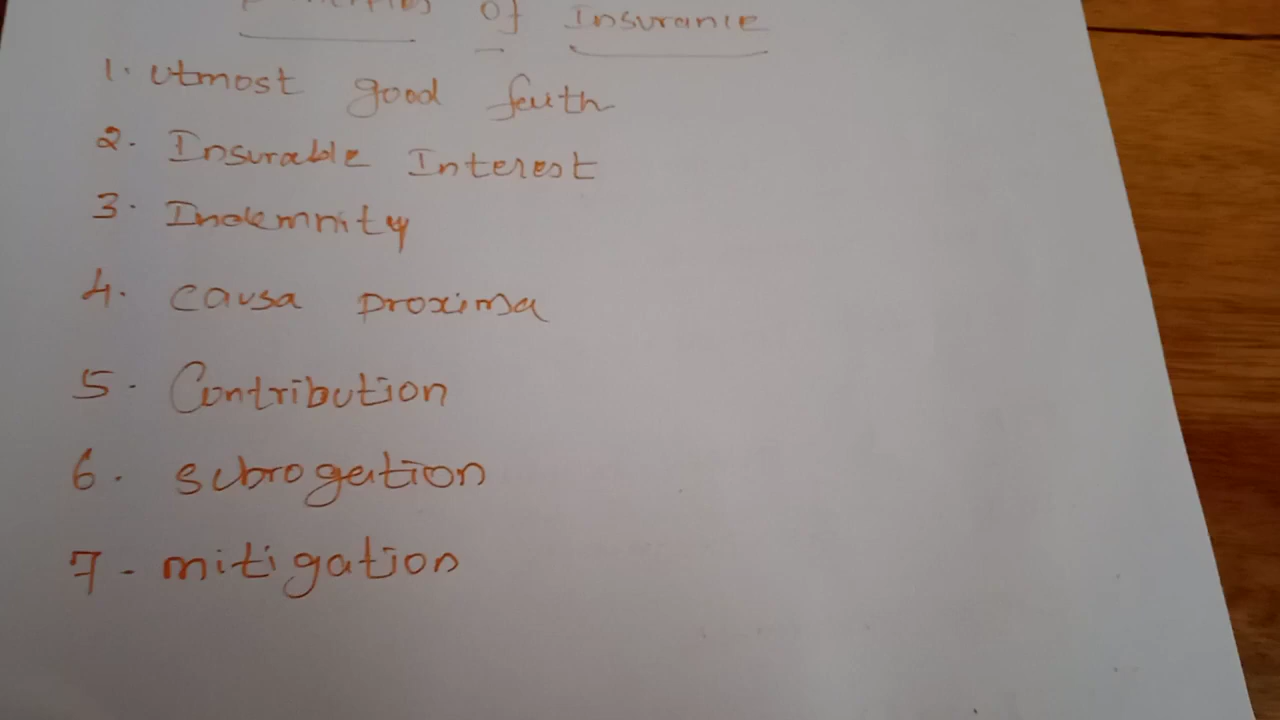 Principles of Insurance
1. Utmost good faith
2. Insurable Interest
3. Indemnity
4. causa proxima
5. Contribution
6. subrogation
7- mitigation